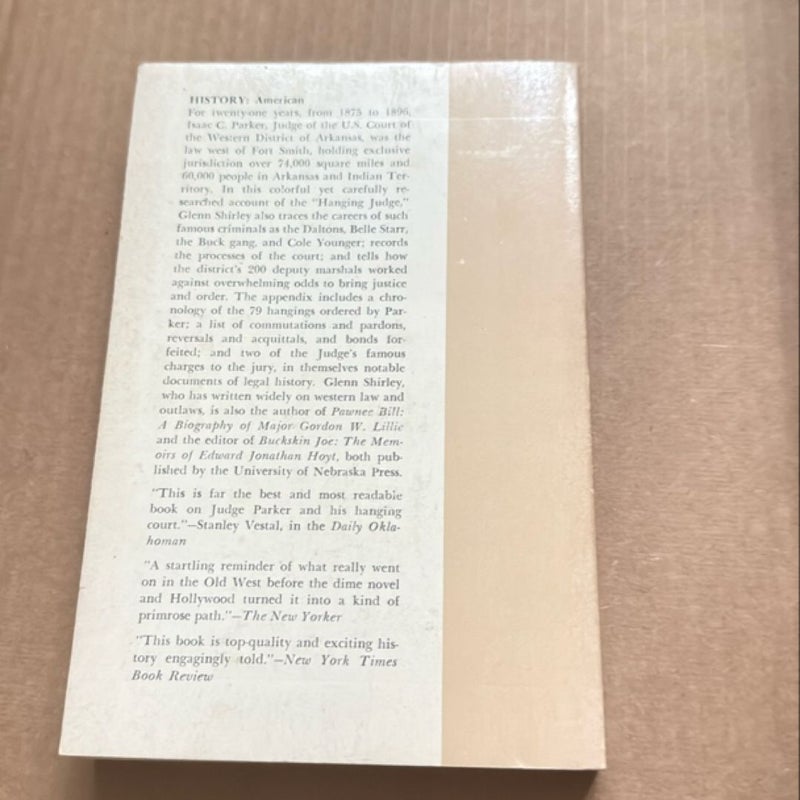 HISTORY: American
For twenty-one years, from 1875 to 1896,
Isaac C. Parker, Judge of the U.S. Court of
the Western District of Arkansas, was the
law west of Fort Smith, holding exclusive
jurisdiction over 74,000 square miles and
60,000 people in Arkansas and Indian Ter-
ritory. In this colorful yet carefully re-
searched account of the "Hanging Judge,"
Glenn Shirley also traces the careers of such
famous criminals as the Daltons, Belle Starr,
the Buck gang, and Cole Younger; records
the processes of the court; and tells how
the district's 200 deputy marshals worked
against overwhelming odds to bring justice
and order. The appendix includes a chro-
nology of the 79 hangings ordered by Par-
ker; a list of commutations and pardons,
reversals and acquittals, and bonds for-
feited; and two of the Judge's famous
charges to the jury, in themselves notable
documents of legal history. Glenn Shirley,
who has written widely on western law and
outlaws, is also the author of Pawnee Bill:
A Biography of Major Gordon W. Lillie
and the editor of Buckskin Joe: The Mem-
oirs of Edward Jonathan Hoyt, both pub-
lished by the University of Nebraska Press.
"This is far the best and most readable
book on Judge Parker and his hanging
court."—Stanley Vestal, in the Daily Okla-
homan
"A startling reminder of what really went
on in the Old West before the dime novel
and Hollywood turned it into a kind of
primrose path."—The New Yorker
"This book is top-quality and exciting his-
tory engagingly told."—New York Times
Book Review